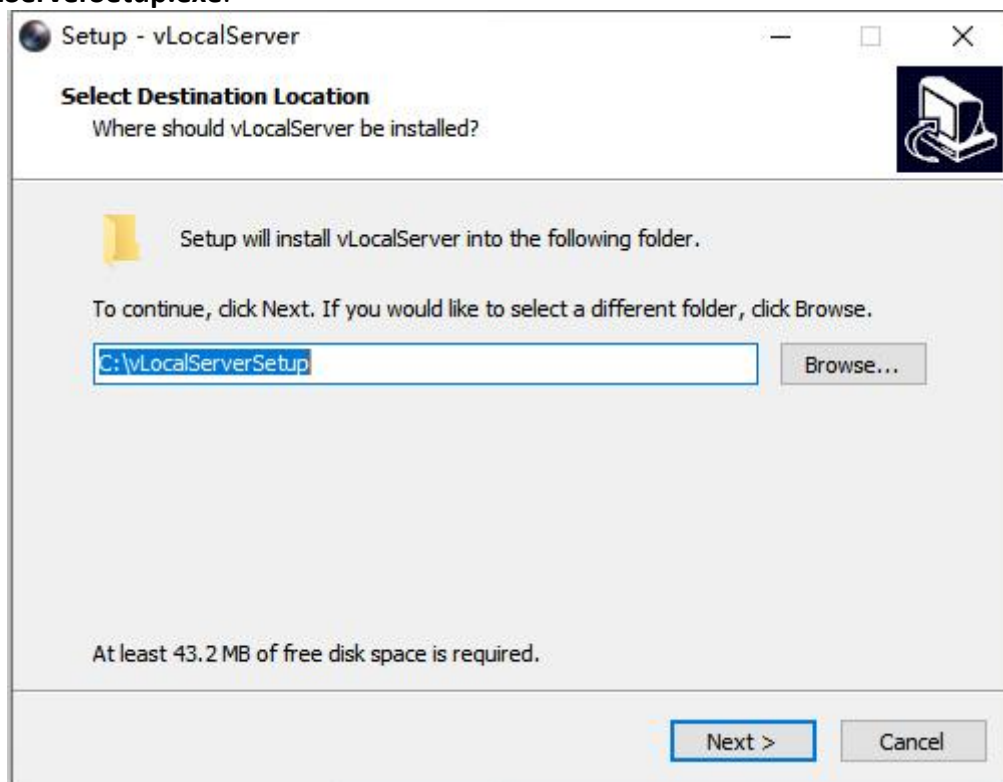 Setup - vLocalServer
Select Destination Location
Where should vLocalServer be installed?
Setup will install vLocalServer into the following folder.
To continue, click Next. If you would like to select a different folder, click Browse.
C:\vLocalServerSetup
Browse...
At least 43.2 MB of free disk space is required.
Next >
Cancel